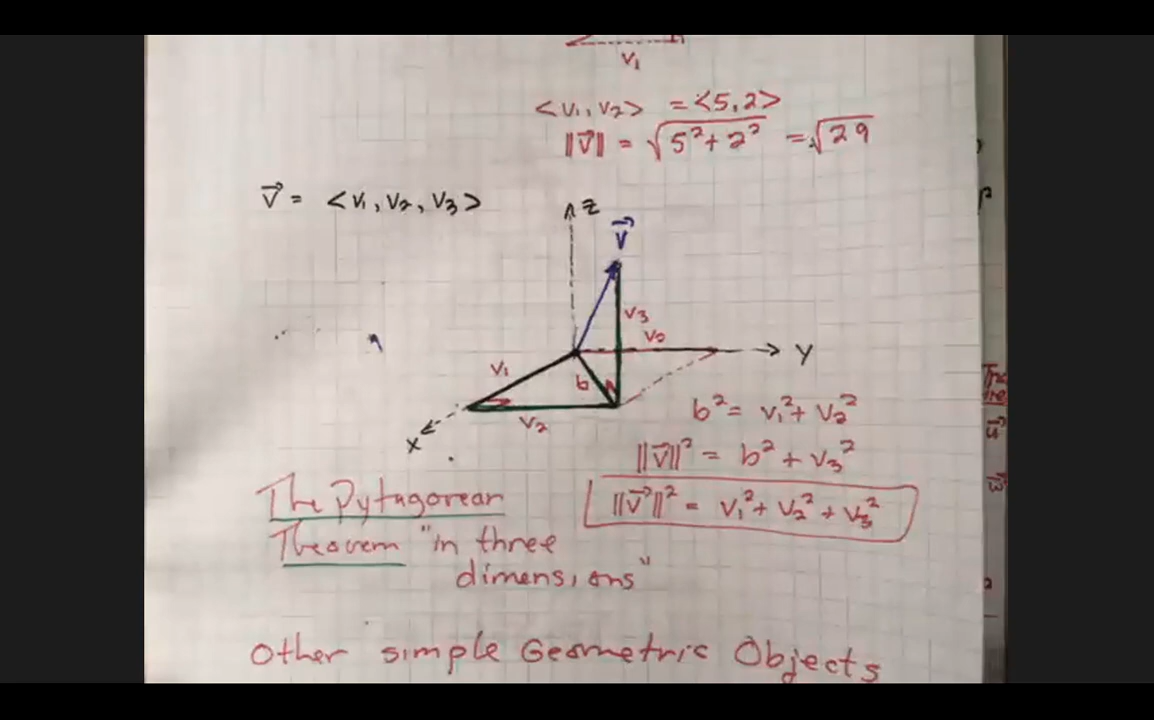 v₁
<v₁, v₂> = <5, 2>
‖v⃗‖ = √(5² + 2²) = √29
v⃗ = <v₁, v₂, v₃>
z
v⃗
v₃
y
v₁
b
v₂
x
b² = v₁² + v₂²
‖v⃗‖² = b² + v₃²
‖v⃗‖² = v₁² + v₂² + v₃²
The Pytagorean
Theorem "in three
dimensions"
Other simple Geometric Objects